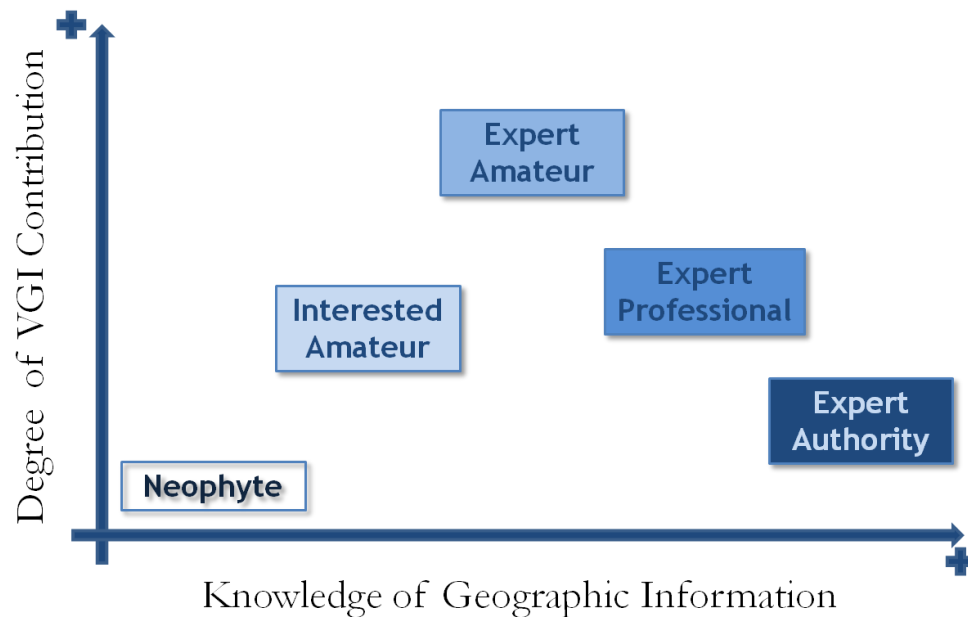 Degree of VGI Contribution
Expert
Amateur
Expert
Professional
Interested
Amateur
Expert
Authority
Neophyte
Knowledge of Geographic Information